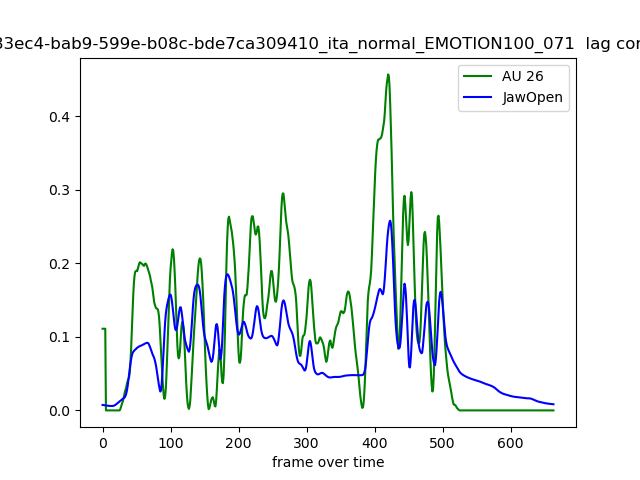 33ec4-bab9-599e-b08c-bde7ca309410_ita_normal_EMOTION100_071 lag cor
AU 26
JawOpen
0.4
0.3
0.2
0.1
0.0
0 100 200 300 400 500 600
frame over time